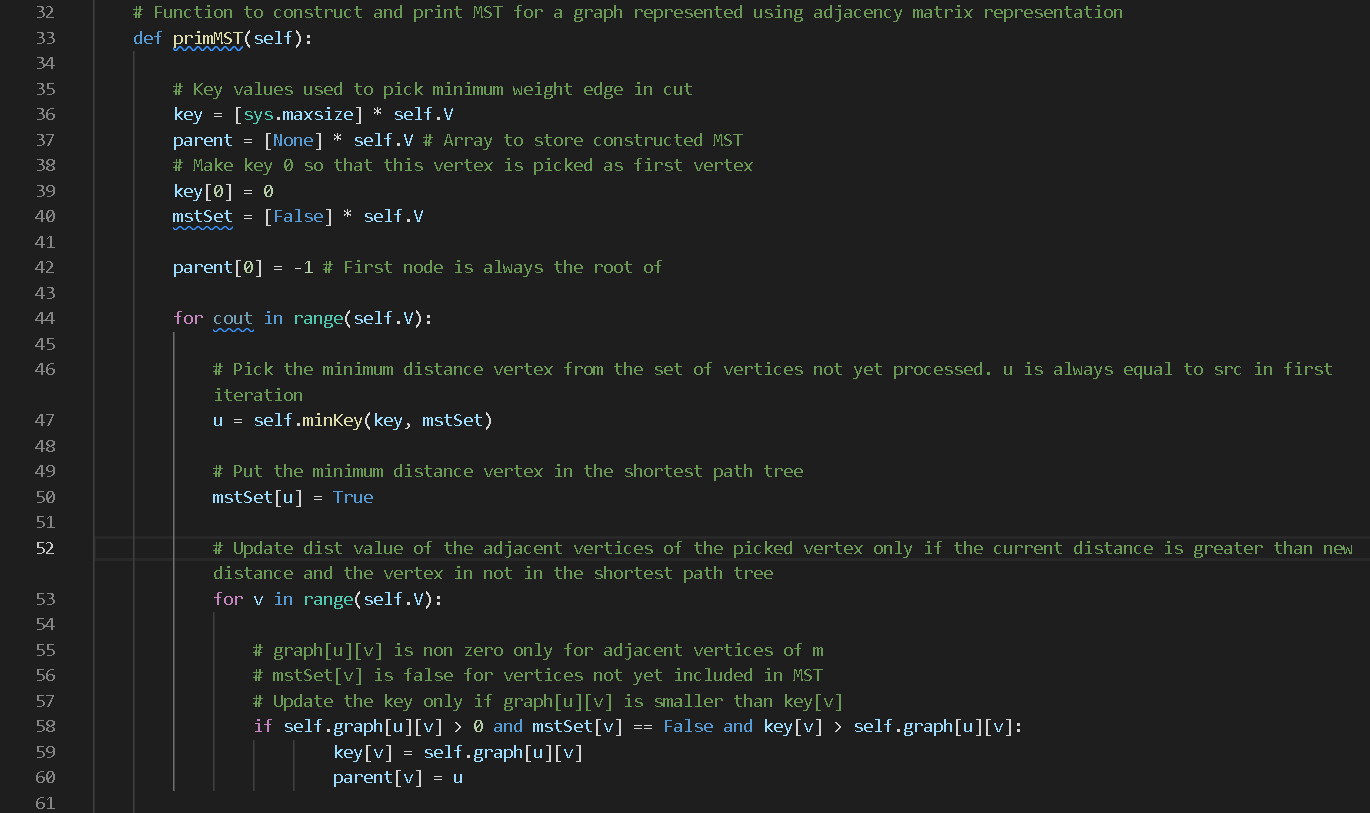 32 # Function to construct and print MST for a graph represented using adjacency matrix representation
33 def primMST(self):
34
35 # Key values used to pick minimum weight edge in cut
36 key = [sys.maxsize] * self.V
37 parent = [None] * self.V # Array to store constructed MST
38 # Make key 0 so that this vertex is picked as first vertex
39 key[0] = 0
40 mstSet = [False] * self.V
41
42 parent[0] = -1 # First node is always the root of
43
44 for cout in range(self.V):
45
46 # Pick the minimum distance vertex from the set of vertices not yet processed. u is always equal to src in first
iteration
47 u = self.minKey(key, mstSet)
48
49 # Put the minimum distance vertex in the shortest path tree
50 mstSet[u] = True
51
52 # Update dist value of the adjacent vertices of the picked vertex only if the current distance is greater than new
distance and the vertex in not in the shortest path tree
53 for v in range(self.V):
54
55 # graph[u][v] is non zero only for adjacent vertices of m
56 # mstSet[v] is false for vertices not yet included in MST
57 # Update the key only if graph[u][v] is smaller than key[v]
58 if self.graph[u][v] > 0 and mstSet[v] == False and key[v] > self.graph[u][v]:
59 key[v] = self.graph[u][v]
60 parent[v] = u
61